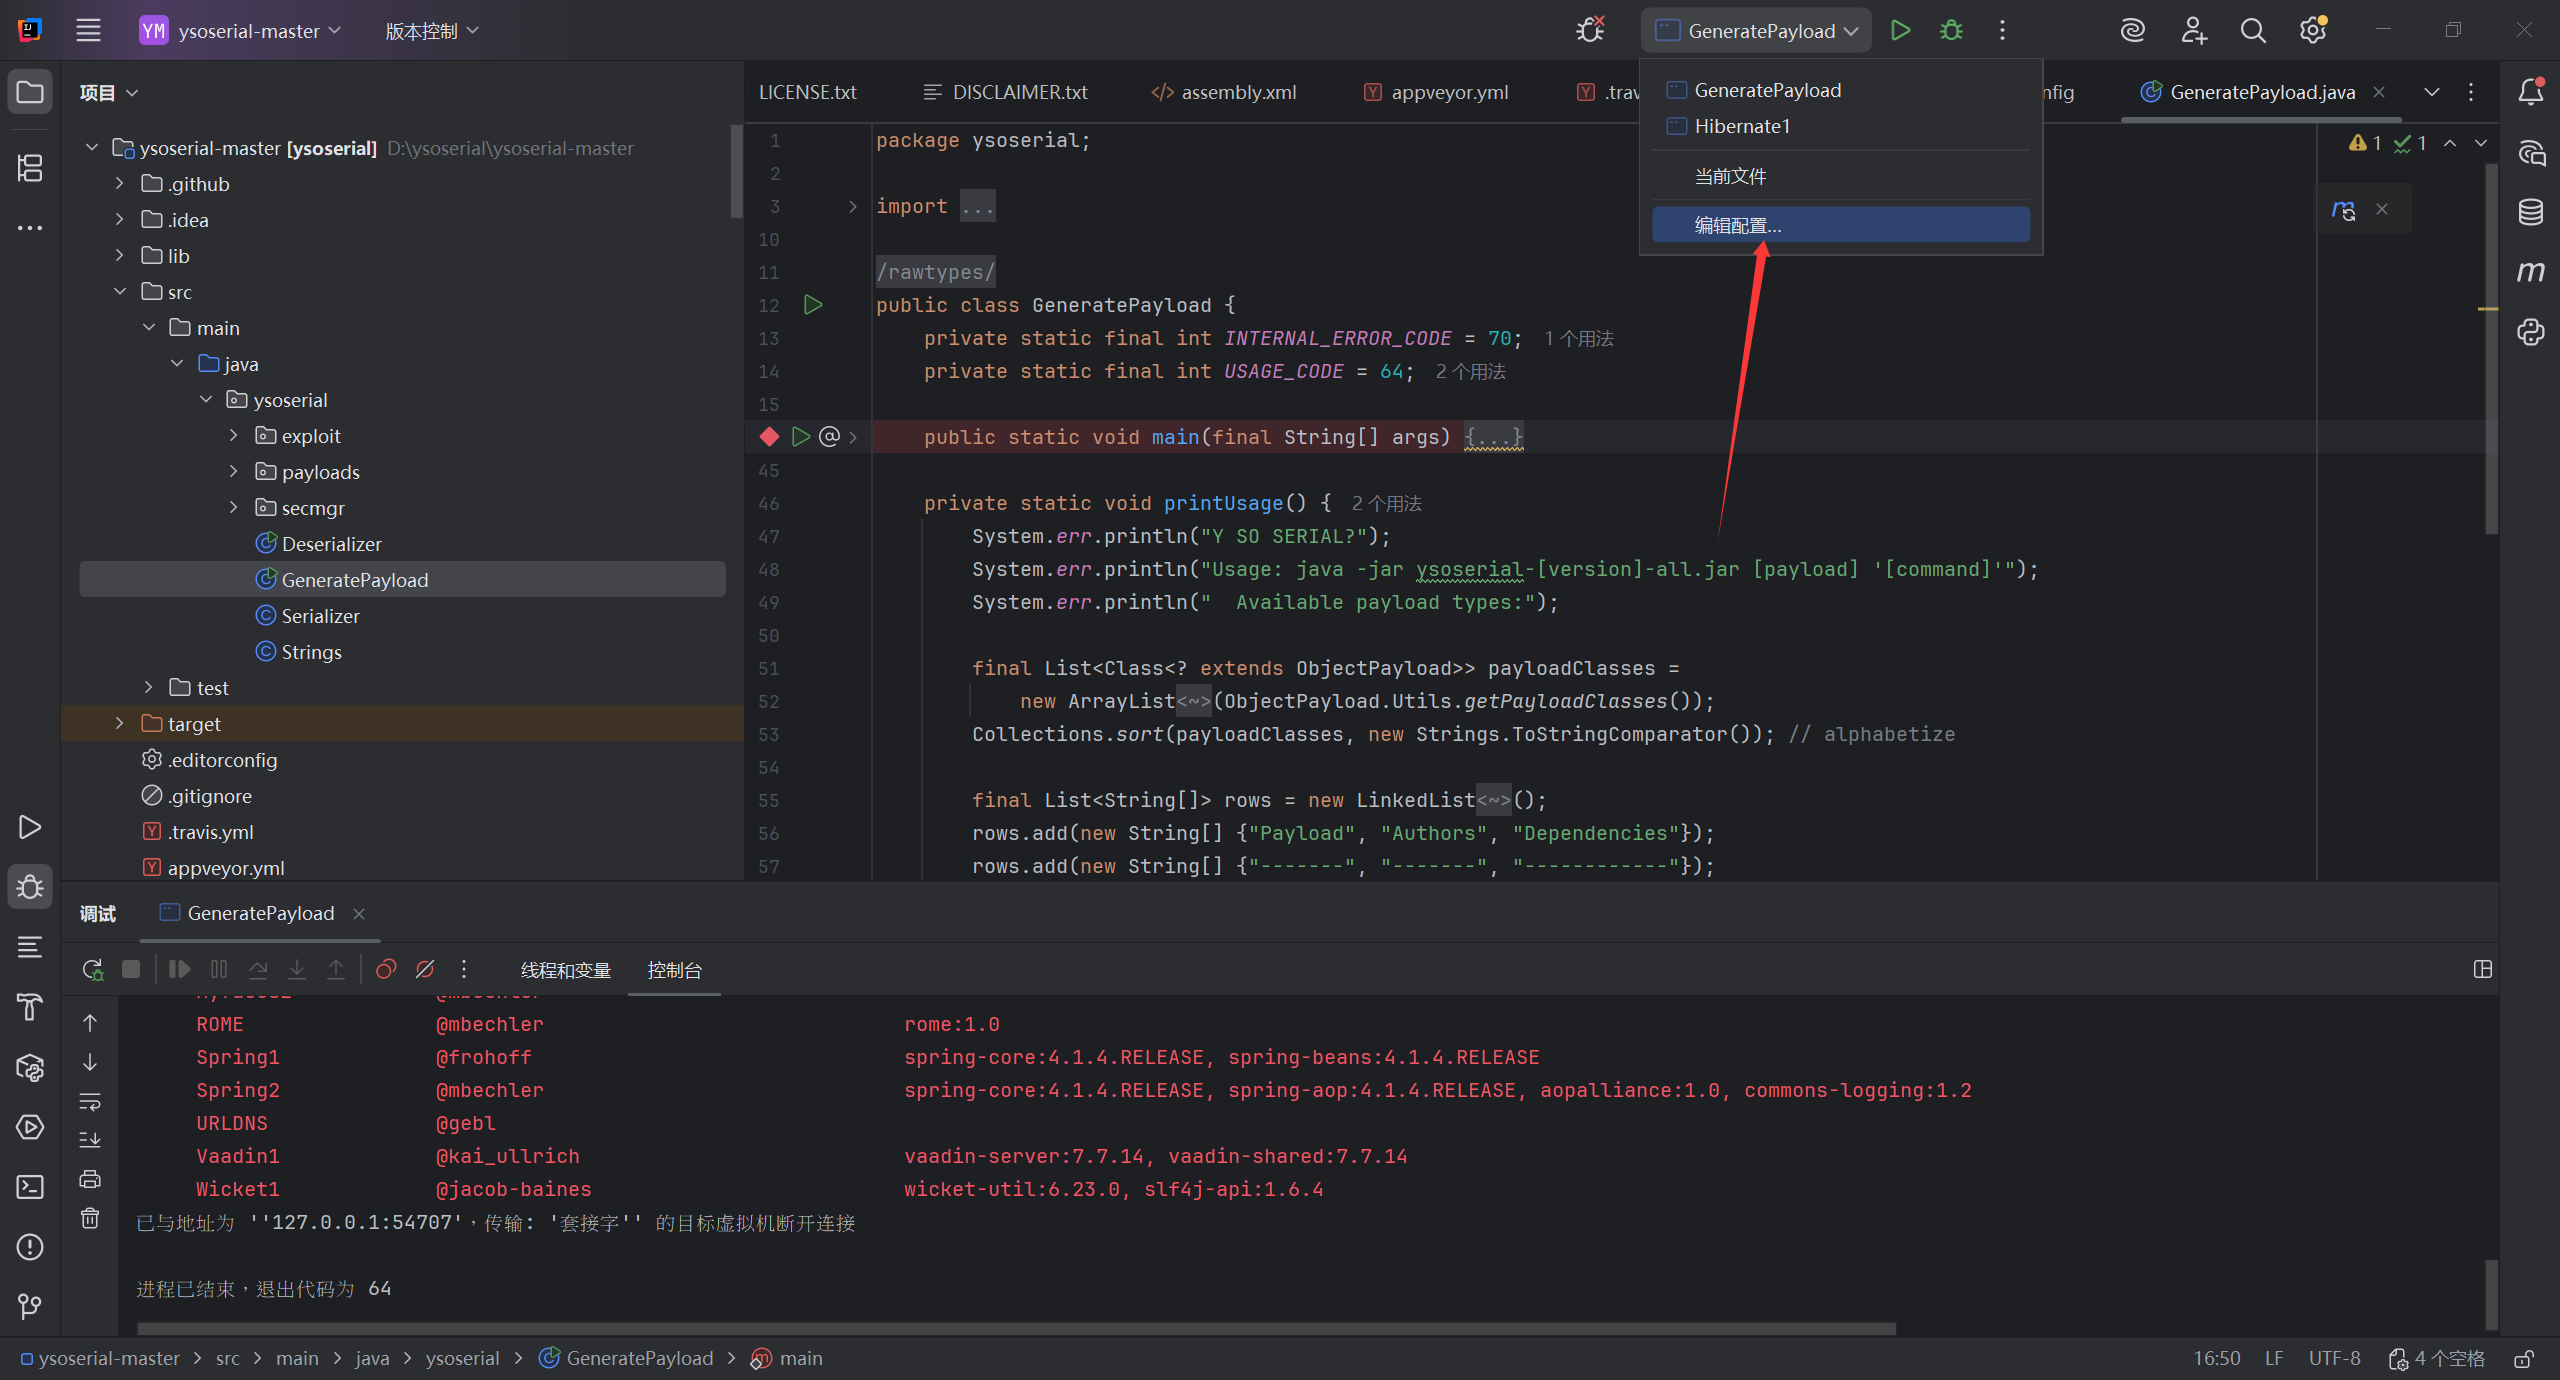 YM ysoserial-master 版本控制 GeneratePayload
项目
LICENSE.txt DISCLAIMER.txt assembly.xml appveyor.yml .trav nfig GeneratePayload.java
GeneratePayload
Hibernate1
当前文件
编辑配置...
1 1
ysoserial-master [ysoserial] D:\ysoserial\ysoserial-master
.github
.idea
lib
src
main
java
ysoserial
exploit
payloads
secmgr
Deserializer
GeneratePayload
Serializer
Strings
test
target
.editorconfig
.gitignore
.travis.yml
appveyor.yml
1 package ysoserial;
2
3 import ...
10
11 /rawtypes/
12 public class GeneratePayload {
13 private static final int INTERNAL_ERROR_CODE = 70; 1 个用法
14 private static final int USAGE_CODE = 64; 2 个用法
15
public static void main(final String[] args) {...}
45
46 private static void printUsage() { 2 个用法
47 System.err.println("Y SO SERIAL?");
48 System.err.println("Usage: java -jar ysoserial-[version]-all.jar [payload] '[command]'");
49 System.err.println("  Available payload types:");
50
51 final List<Class<? extends ObjectPayload>> payloadClasses =
52 new ArrayList<~>(ObjectPayload.Utils.getPayloadClasses());
53 Collections.sort(payloadClasses, new Strings.ToStringComparator()); // alphabetize
54
55 final List<String[]> rows = new LinkedList<~>();
56 rows.add(new String[] {"Payload", "Authors", "Dependencies"});
57 rows.add(new String[] {"-------", "-------", "------------"});
调试 GeneratePayload
线程和变量 控制台
ROME @mbechler rome:1.0
Spring1 @frohoff spring-core:4.1.4.RELEASE, spring-beans:4.1.4.RELEASE
Spring2 @mbechler spring-core:4.1.4.RELEASE, spring-aop:4.1.4.RELEASE, aopalliance:1.0, commons-logging:1.2
URLDNS @gebl
Vaadin1 @kai_ullrich vaadin-server:7.7.14, vaadin-shared:7.7.14
Wicket1 @jacob-baines wicket-util:6.23.0, slf4j-api:1.6.4
已与地址为 ''127.0.0.1:54707'，传输: '套接字'' 的目标虚拟机断开连接
进程已结束，退出代码为 64
ysoserial-master > src > main > java > ysoserial > GeneratePayload > main 16:50 LF UTF-8 4 个空格